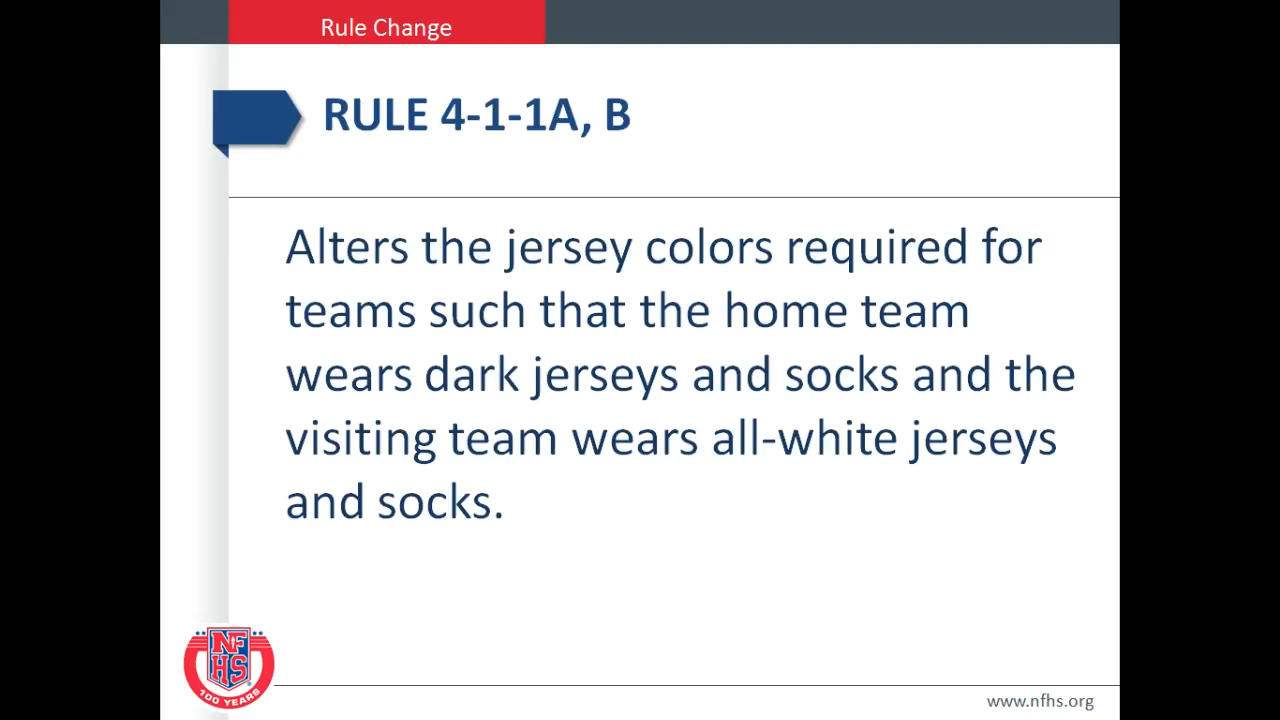 Rule Change
RULE 4-1-1A, B
Alters the jersey colors required for
teams such that the home team
wears dark jerseys and socks and the
visiting team wears all-white jerseys
and socks.
NF
HS
100 YEARS
www.nfhs.org